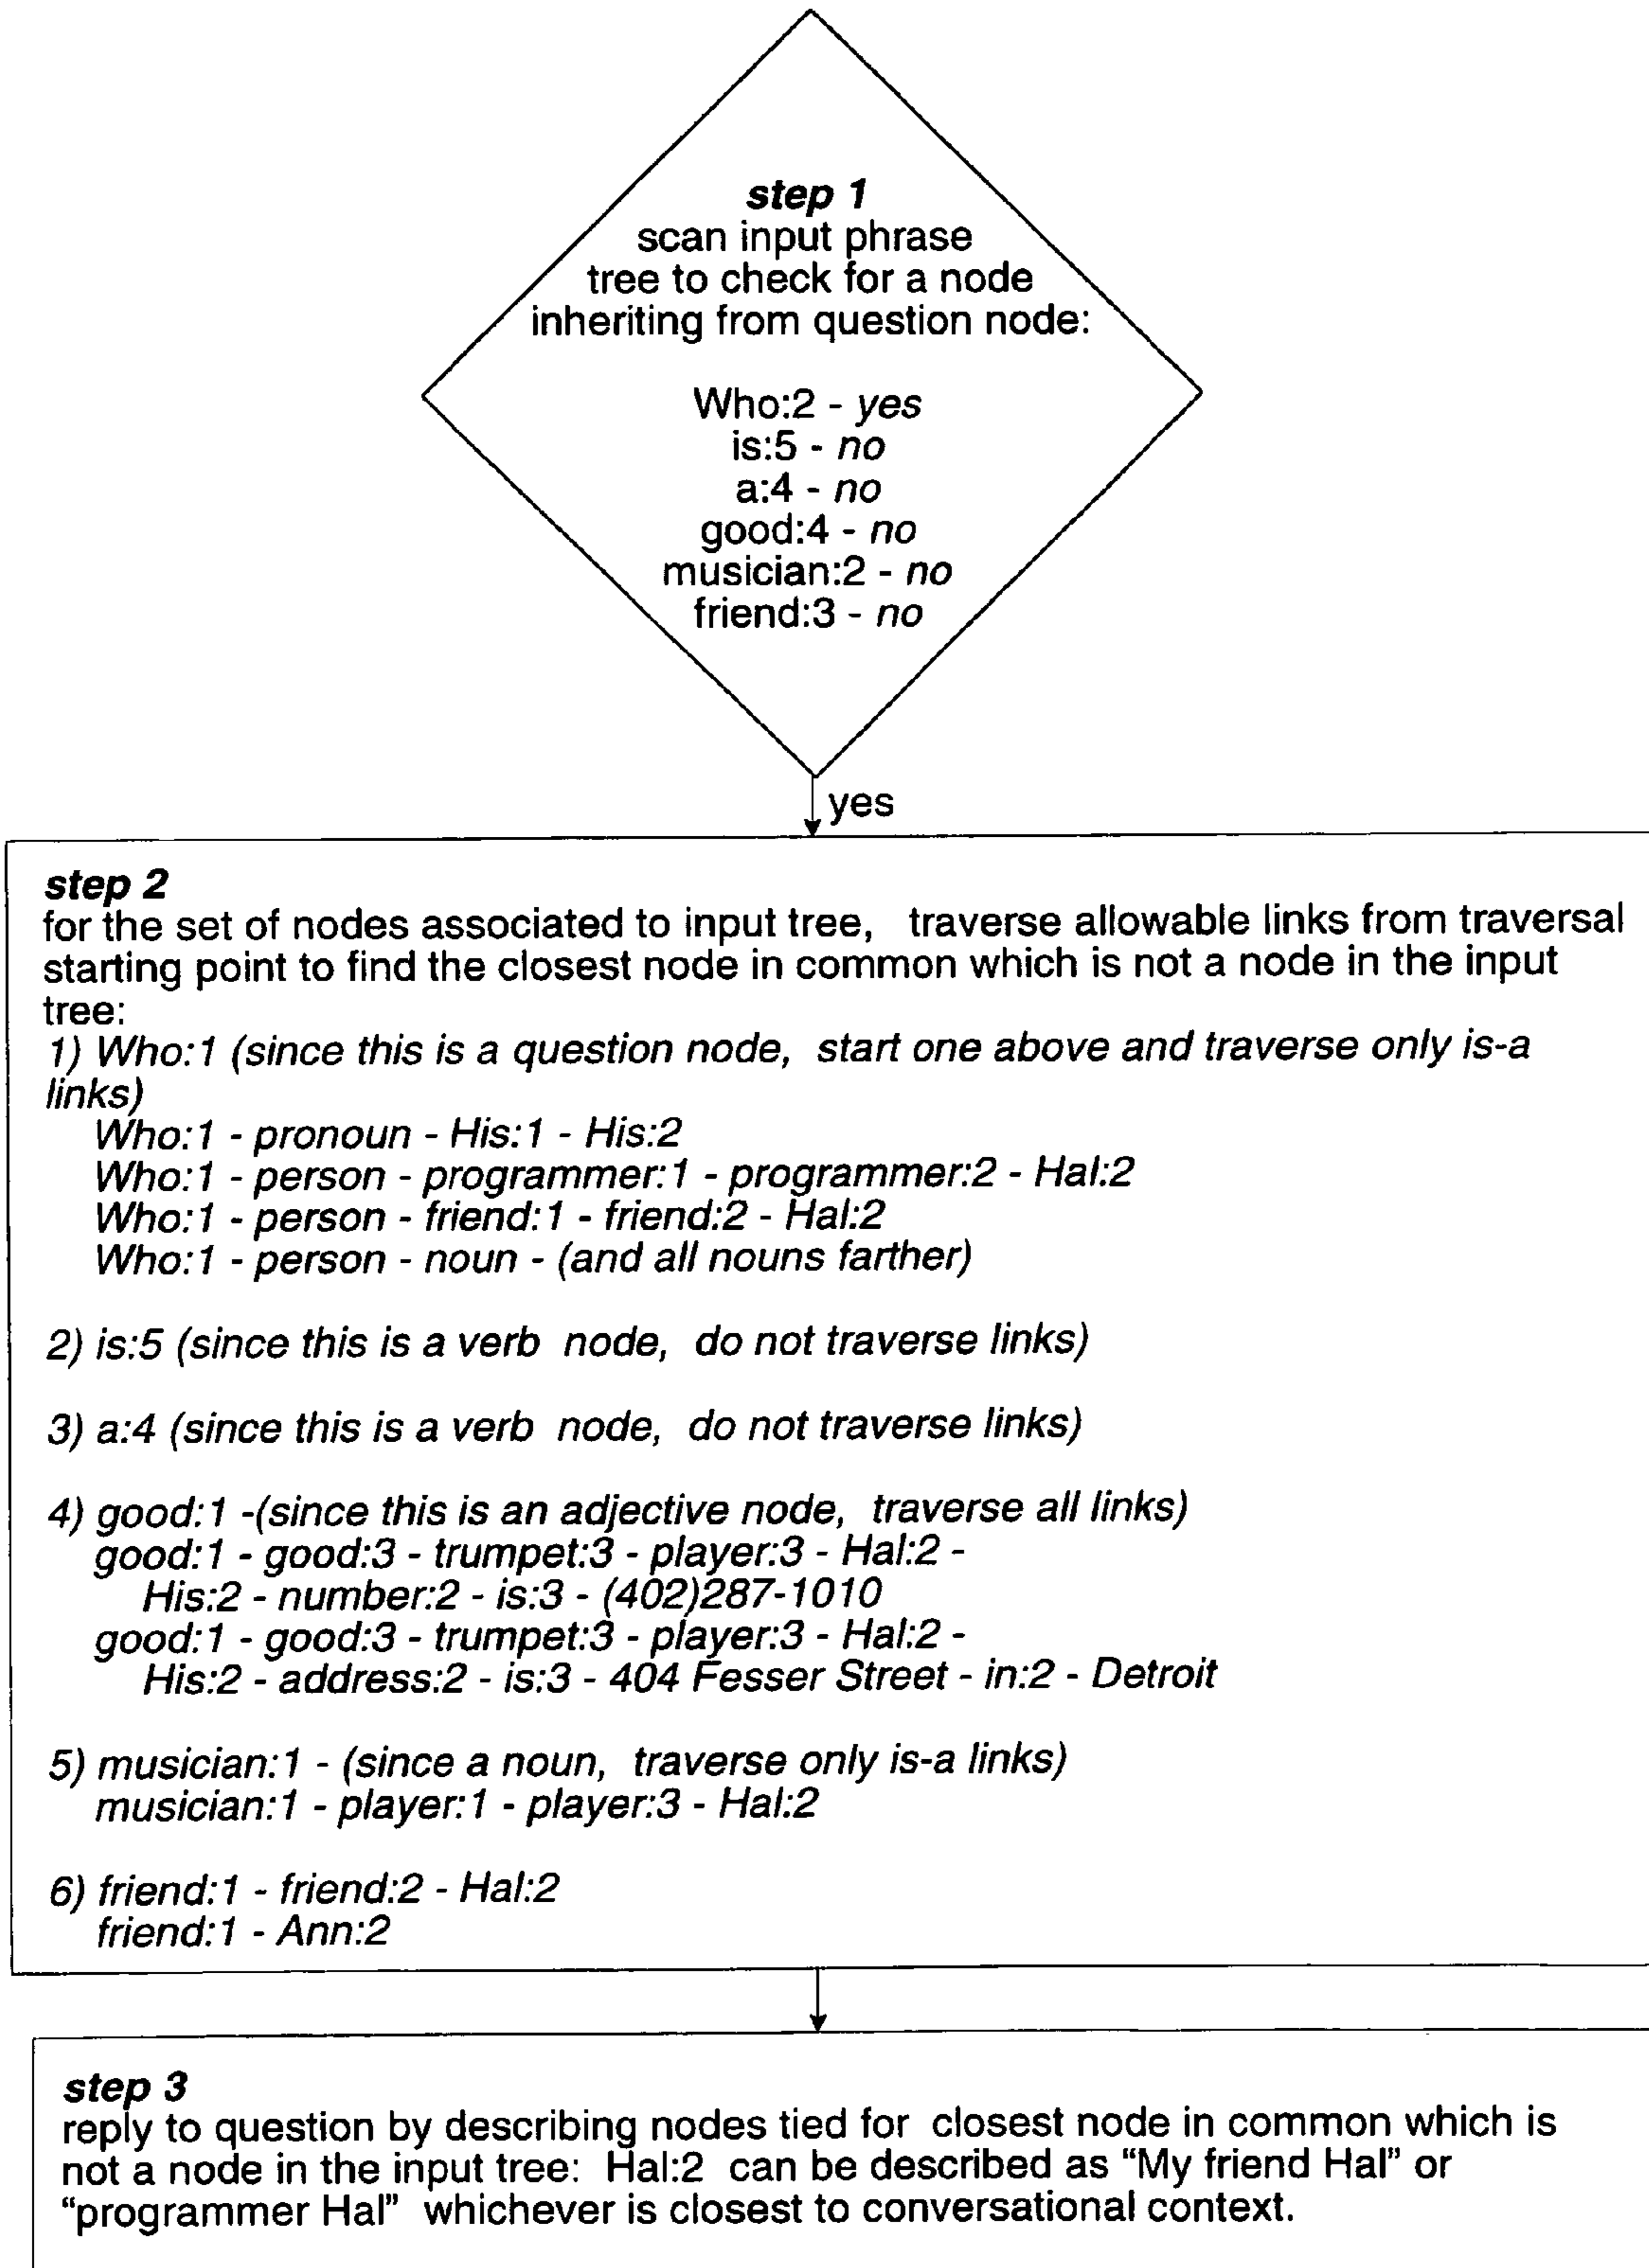 step 1
scan input phrase
tree to check for a node
inheriting from question node:
Who:2 - yes
is:5 - no
a:4 - no
good:4 - no
musician:2 - no
friend:3 - no
yes
step 2
for the set of nodes associated to input tree, traverse allowable links from traversal
starting point to find the closest node in common which is not a node in the input
tree:
1) Who:1 (since this is a question node, start one above and traverse only is-a
links)
Who:1 - pronoun - His:1 - His:2
Who:1 - person - programmer:1 - programmer:2 - Hal:2
Who:1 - person - friend:1 - friend:2 - Hal:2
Who:1 - person - noun - (and all nouns farther)
2) is:5 (since this is a verb node, do not traverse links)
3) a:4 (since this is a verb node, do not traverse links)
4) good:1 -(since this is an adjective node, traverse all links)
good:1 - good:3 - trumpet:3 - player:3 - Hal:2 -
His:2 - number:2 - is:3 - (402)287-1010
good:1 - good:3 - trumpet:3 - player:3 - Hal:2 -
His:2 - address:2 - is:3 - 404 Fesser Street - in:2 - Detroit
5) musician:1 - (since a noun, traverse only is-a links)
musician:1 - player:1 - player:3 - Hal:2
6) friend:1 - friend:2 - Hal:2
friend:1 - Ann:2
step 3
reply to question by describing nodes tied for closest node in common which is
not a node in the input tree: Hal:2 can be described as “My friend Hal” or
“programmer Hal” whichever is closest to conversational context.